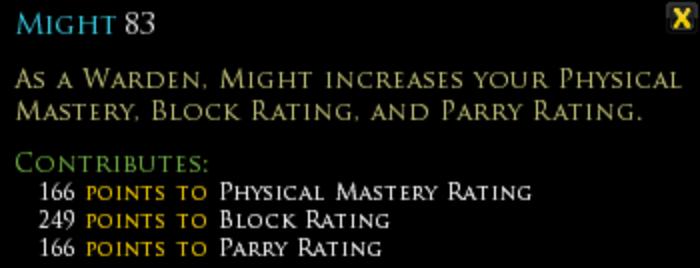 Might 83
As a Warden, Might increases your Physical
Mastery, Block Rating, and Parry Rating.
Contributes:
166 points to Physical Mastery Rating
249 points to Block Rating
166 points to Parry Rating